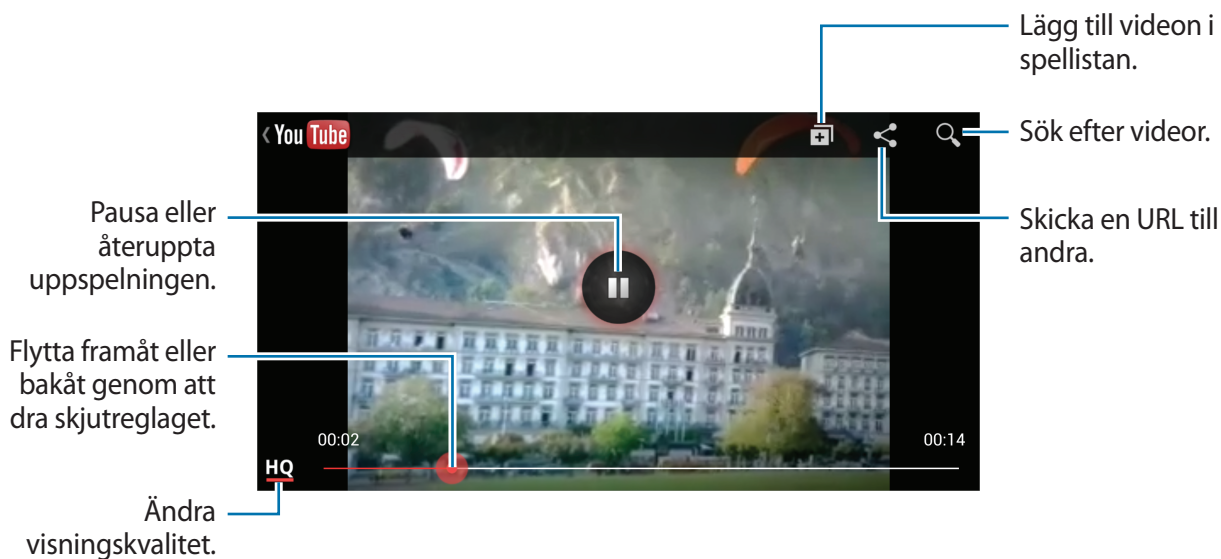 Lägg till videon i
spellistan.
You Tube
Sök efter videor.
Pausa eller
återuppta
uppspelningen.
Skicka en URL till
andra.
Flytta framåt eller
bakåt genom att
dra skjutreglaget.
00:02
00:14
HQ
Ändra
visningskvalitet.